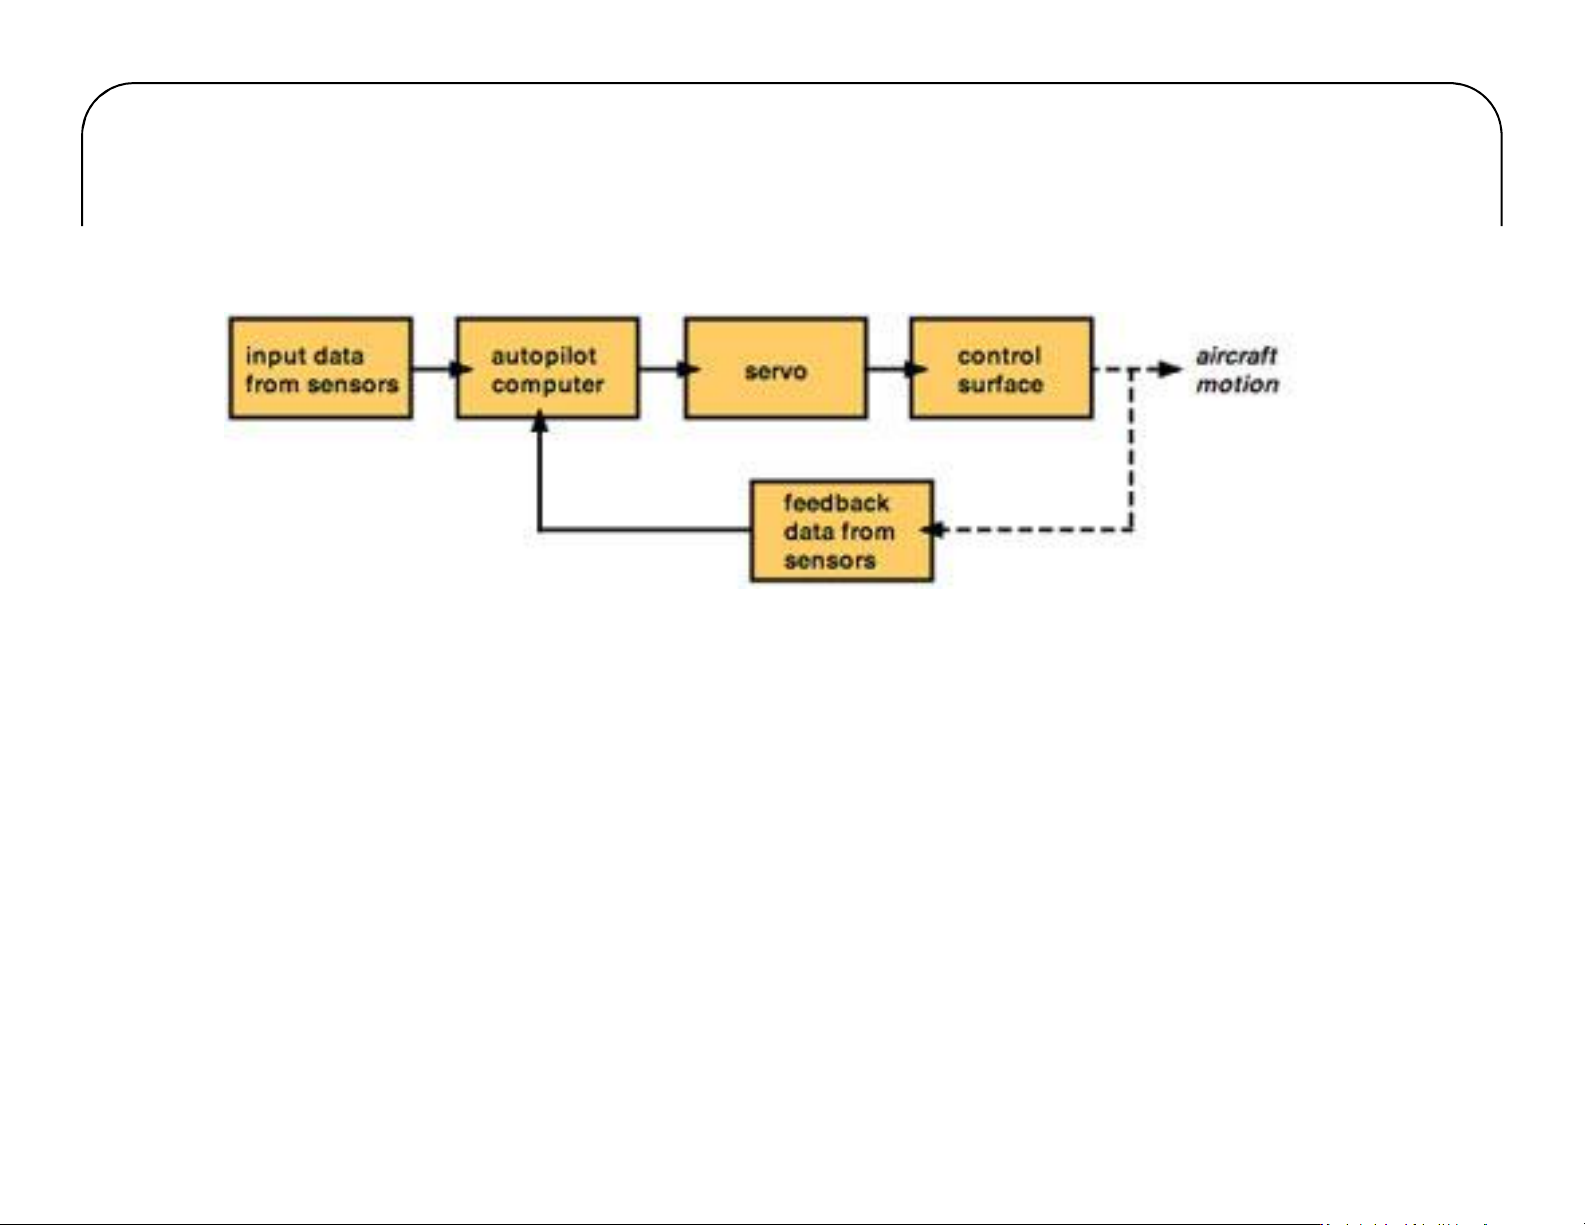 input data
from sensors
autopilot
computer
servo
control
surface
aircraft
motion
feedback
data from
sensors